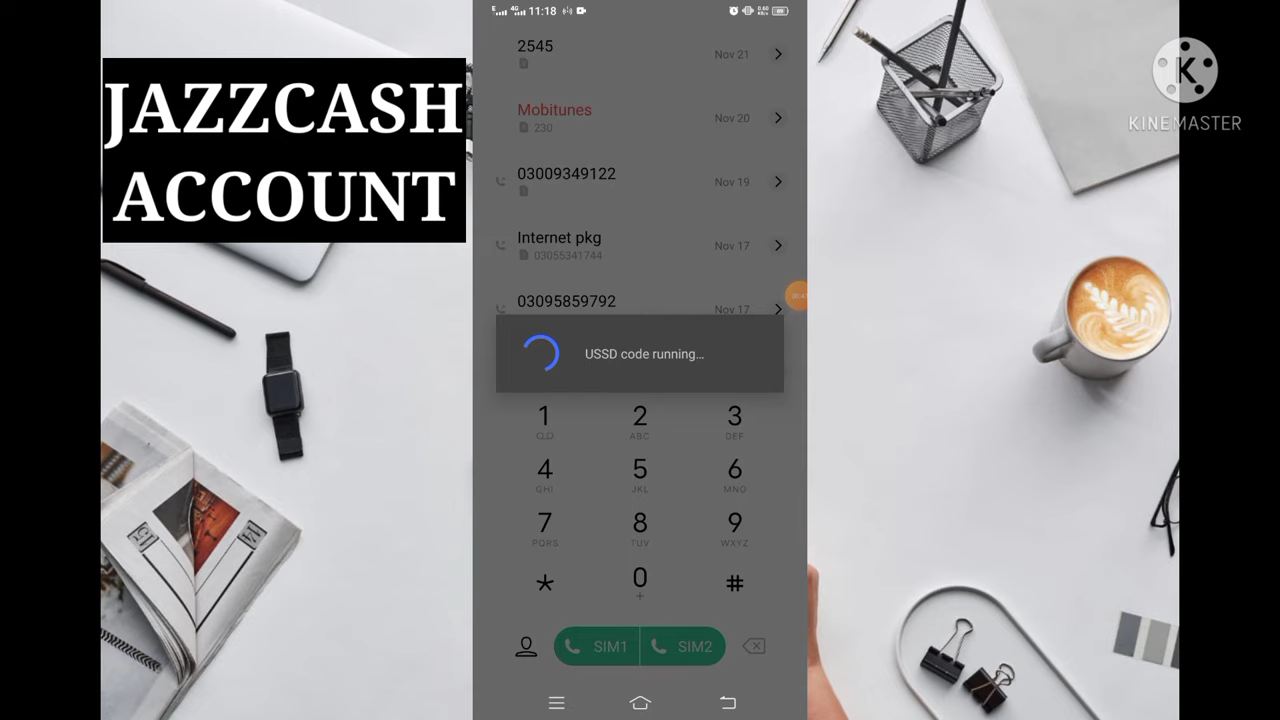 JAZZCASH
ACCOUNT
11:18
2545
Nov 21
Mobitunes
230
Nov 20
03009349122
Nov 19
Internet pkg
03055341744
Nov 17
03095859792
Nov 17
USSD code running...
1
2
ABC
3
DEF
4
GHI
5
JKL
6
MNO
7
PQRS
8
TUV
9
WXYZ
*
0
+
#
SIM1
SIM2
K
KINEMASTER